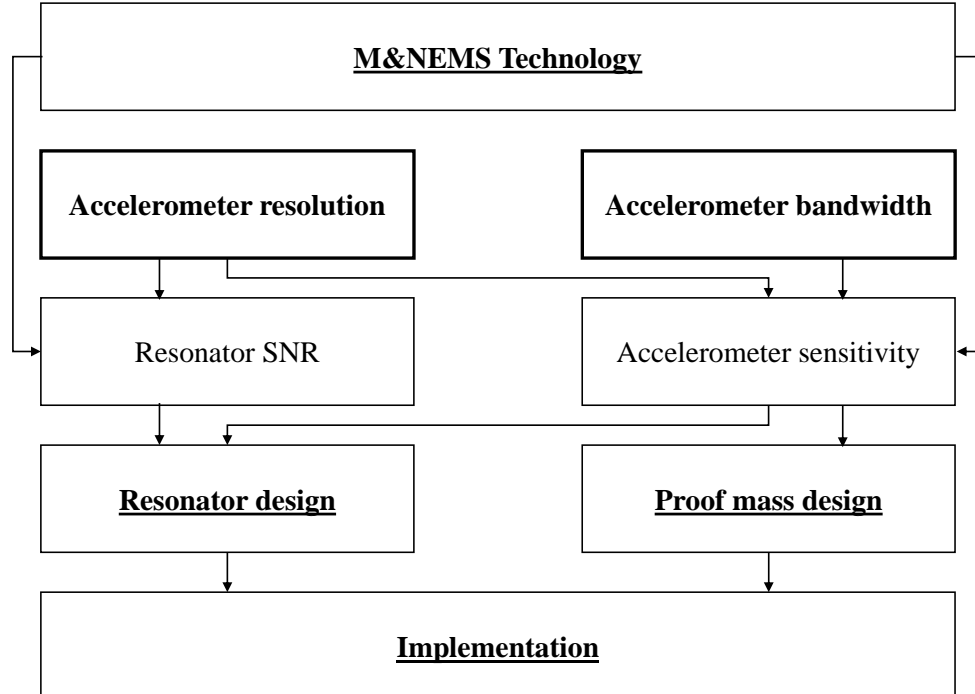 M&NEMS Technology
Accelerometer resolution
Accelerometer bandwidth
Resonator SNR
Accelerometer sensitivity
Resonator design
Proof mass design
Implementation